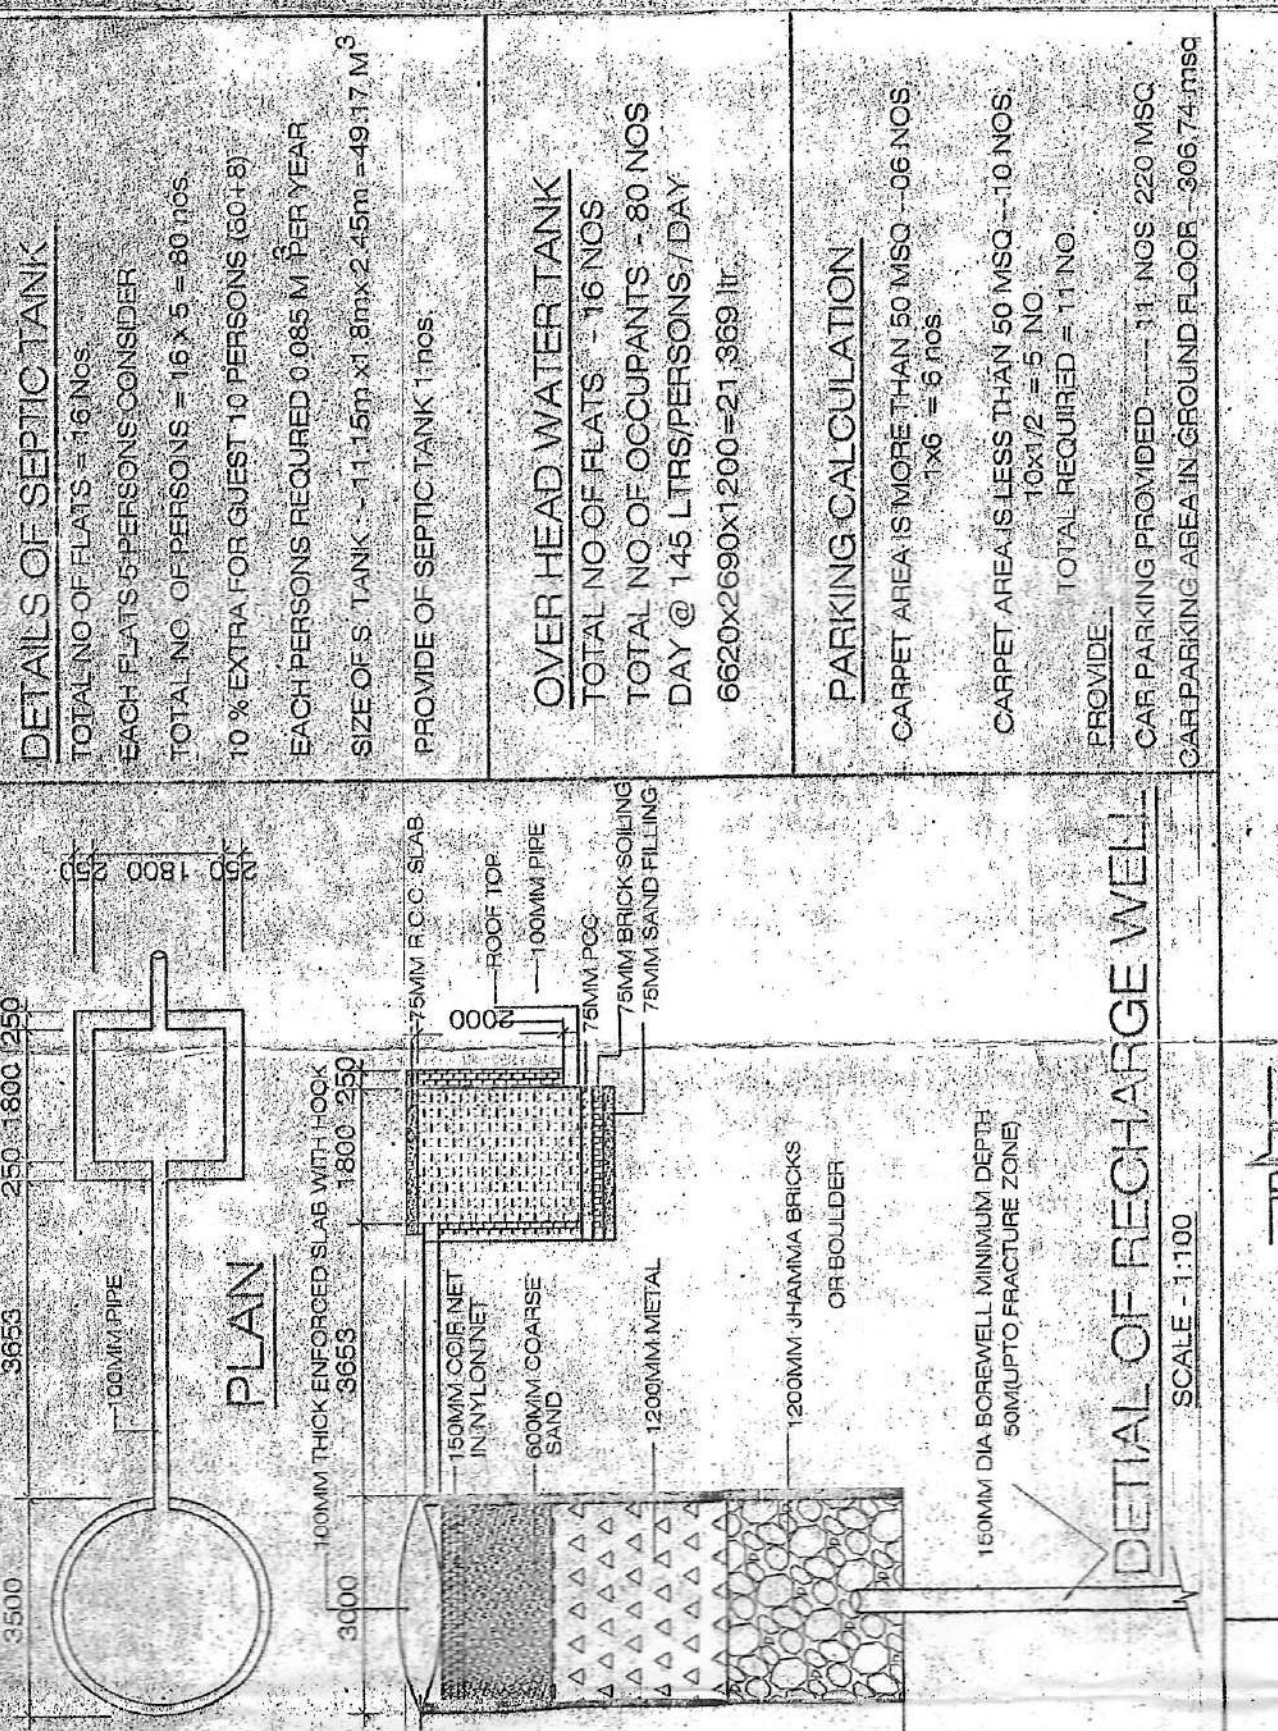 DETAILS OF SEPTIC TANK
TOTAL NO OF FLATS = 16 Nos.
EACH FLATS 5 PERSONS CONSIDER
TOTAL NO. OF PERSONS = 16 x 5 = 80 nos.
10 % EXTRA FOR GUEST 10 PERSONS (80+8)
EACH PERSONS REQURED 0.085 M³ PER YEAR
SIZE OF S TANK - 11.15m x1.8mx2.45m =49.17 M³
PROVIDE OF SEPTIC TANK 1 nos.
OVER HEAD WATER TANK
TOTAL NO OF FLATS - 16 NOS
TOTAL NO OF OCCUPANTS - 80 NOS
DAY @ 145 LTRS/PERSONS / DAY
6620x2690x1200=21,369 ltr.
PARKING CALCULATION
CARPET AREA IS MORE THAN 50 MSQ --06 NOS.
1x6 = 6 nos.
CARPET AREA IS LESS THAN 50 MSQ --10 NOS.
10x1/2 = 5 NO.
TOTAL REQUIRED = 11 NO.
PROVIDE :
CAR PARKING PROVIDED ----- 11 NOS 220 MSQ
CAR PARKING AREA IN GROUND FLOOR - 306.74 msq
3500 3653 250 1800 250
100MM PIPE
250 1800 250
PLAN
100MM THICK ENFORCED SLAB WITH HOOK
3000 3653 1800 250
75MM R.C.C. SLAB
2000
ROOF TOP
100MM PIPE
75MM PCC
75MM BRICK SOILING
75MM SAND FILLING
150MM COIR NET
IN NYLON NET
600MM COARSE
SAND
1200MM METAL
1200MM JHAMMA BRICKS
OR BOULDER
150MM DIA BOREWELL MINIMUM DEPTH
50M(UPTO FRACTURE ZONE)
DETIAL OF RECHARGE WELL
SCALE - 1:100